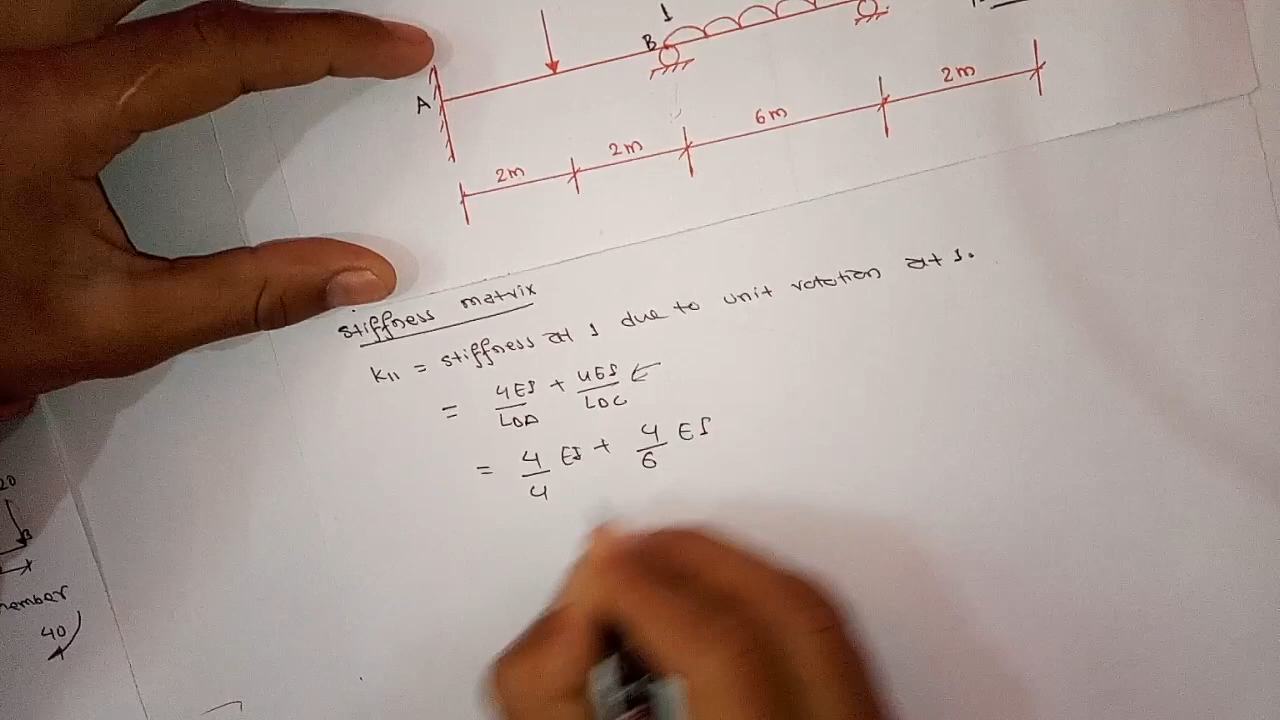 1
B
A
2m 2m 6m 2m
stiffness matrix
K11 = stiffness at 1 due to unit rotation at 1.
= 4EI/LBA + 4EI/LBC
= 4/4 EI + 4/6 EI
20
B
member
40